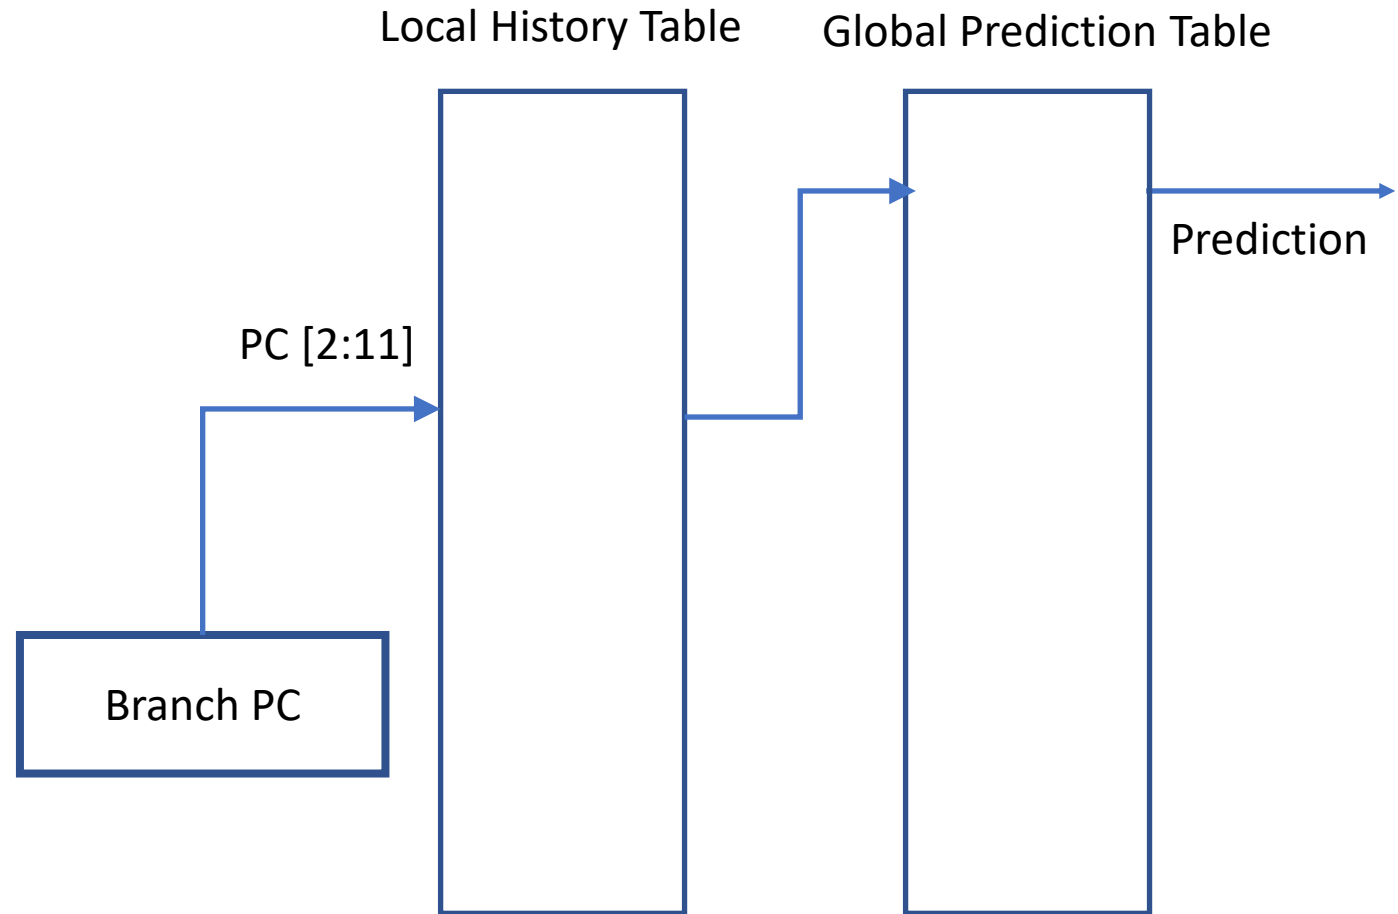 Local History Table
Global Prediction Table
Prediction
PC [2:11]
Branch PC